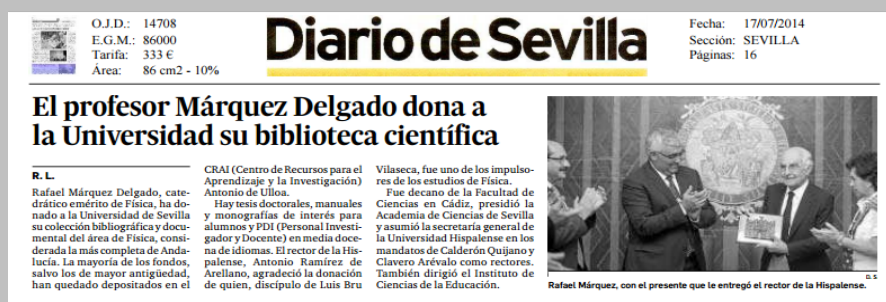 O.J.D.: 14708
E.G.M.: 86000
Tarifa: 333 €
Área: 86 cm2 - 10%
Diario de Sevilla
Fecha: 17/07/2014
Sección: SEVILLA
Páginas: 16
El profesor Márquez Delgado dona a
la Universidad su biblioteca científica
R. L.
Rafael Márquez Delgado, cate-
drático emérito de Física, ha do-
nado a la Universidad de Sevilla
su colección bibliográfica y docu-
mental del área de Física, consi-
derada la más completa de Anda-
lucía. La mayoría de los fondos,
salvo los de mayor antigüedad,
han quedado depositados en el
CRAI (Centro de Recursos para el
Aprendizaje y la Investigación)
Antonio de Ulloa.
Hay tesis doctorales, manuales
y monografías de interés para
alumnos y PDI (Personal Investi-
gador y Docente) en media doce-
na de idiomas. El rector de la His-
palense, Antonio Ramírez de
Arellano, agradeció la donación
de quien, discípulo de Luis Bru
Vilaseca, fue uno de los impulso-
res de los estudios de Física.
Fue decano de la Facultad de
Ciencias en Cádiz, presidió la
Academia de Ciencias de Sevilla
y asumió la secretaría general de
la Universidad Hispalense en los
mandatos de Calderón Quijano y
Clavero Arévalo como rectores.
También dirigió el Instituto de
Ciencias de la Educación.
D. S.
Rafael Márquez, con el presente que le entregó el rector de la Hispalense.